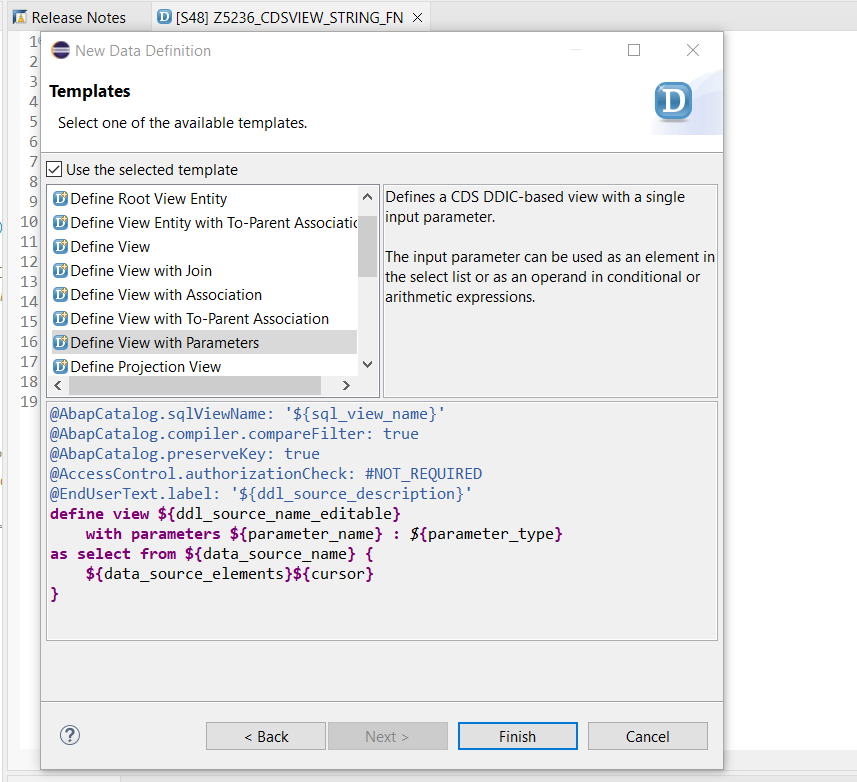 Release Notes
[S48] Z5236_CDSVIEW_STRING_FN
New Data Definition
Templates
Select one of the available templates.
D
Use the selected template
Define Root View Entity
Define View Entity with To-Parent Associatio
Define View
Define View with Join
Define View with Association
Define View with To-Parent Association
Define View with Parameters
Define Projection View
Defines a CDS DDIC-based view with a single
input parameter.
The input parameter can be used as an element in
the select list or as an operand in conditional or
arithmetic expressions.
@AbapCatalog.sqlViewName: '${sql_view_name}'
@AbapCatalog.compiler.compareFilter: true
@AbapCatalog.preserveKey: true
@AccessControl.authorizationCheck: #NOT_REQUIRED
@EndUserText.label: '${ddl_source_description}'
define view ${ddl_source_name_editable}
with parameters ${parameter_name} : ${parameter_type}
as select from ${data_source_name} {
${data_source_elements}${cursor}
}
?
< Back
Next >
Finish
Cancel
1
2
3
4
5
6
7
8
9
10
11
12
13
14
15
16
17
18
19